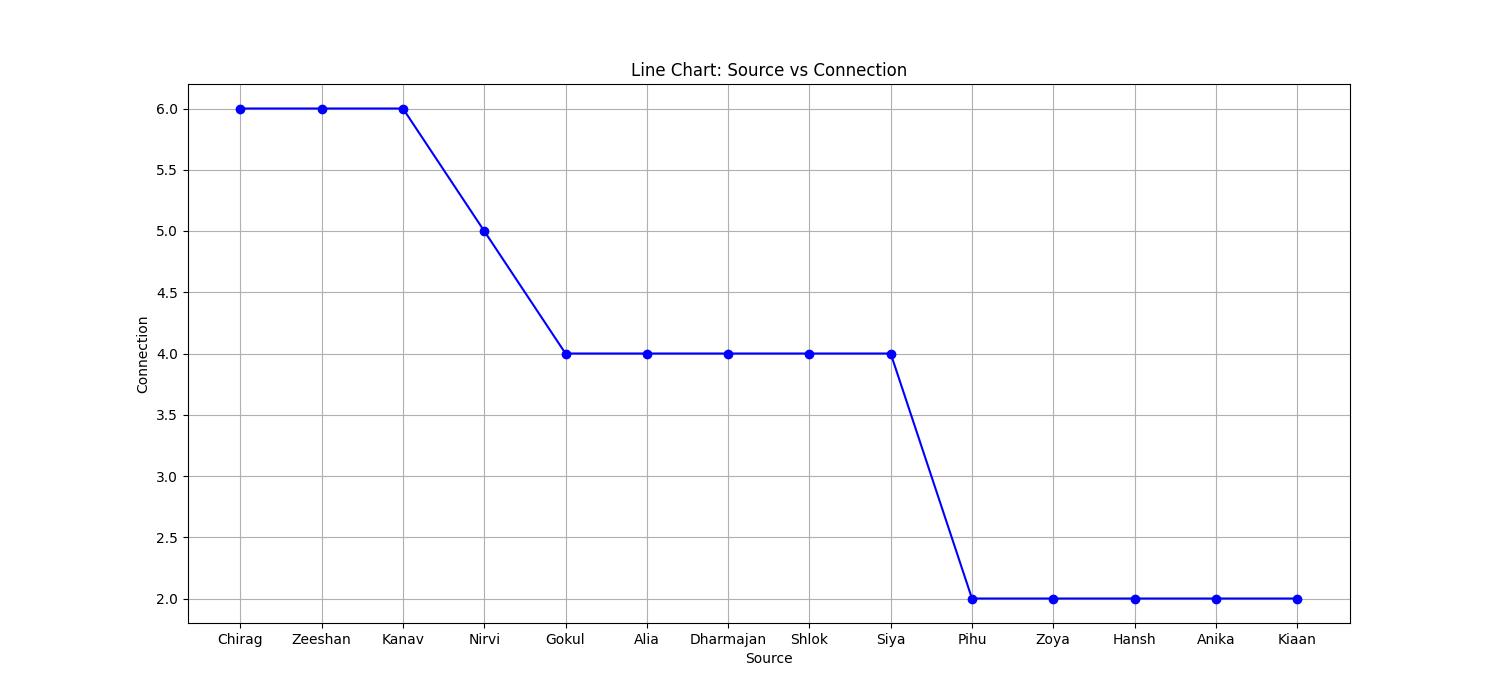 Line Chart: Source vs Connection
6.0
5.5
5.0
4.5
4.0
3.5
3.0
2.5
2.0
Connection
Chirag Zeeshan Kanav Nirvi Gokul Alia Dharmajan Shlok Siya Pihu Zoya Hansh Anika Kiaan
Source